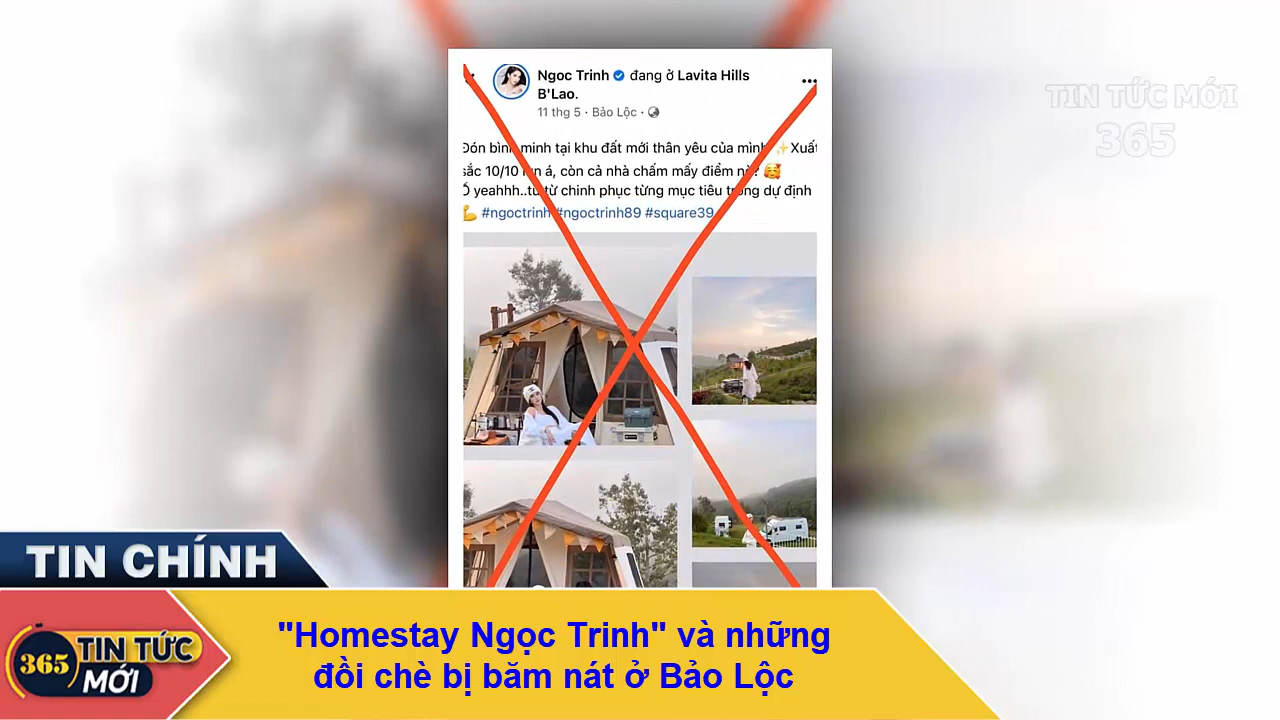 Ngoc Trinh đang ở Lavita Hills
B'Lao.
11 thg 5 · Bảo Lộc ·
TIN TỨC MỚI
365
Đón bình minh tại khu đất mới thân yêu của mình ✨Xuất
sắc 10/10 luôn á, còn cả nhà chấm mấy điểm nè? 🥰
Ố yeahhh..từ từ chinh phục từng mục tiêu trong dự định
💪 #ngoctrinh #ngoctrinh89 #square39
TIN CHÍNH
365 TIN TỨC
MỚI
"Homestay Ngọc Trinh" và những
đồi chè bị băm nát ở Bảo Lộc